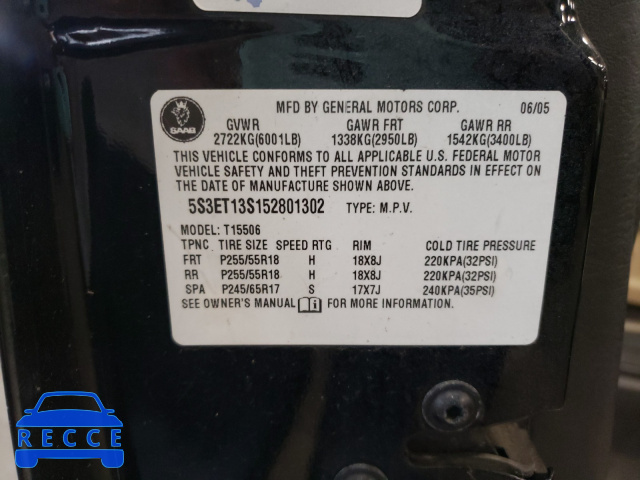 MFD BY GENERAL MOTORS CORP. 06/05
SAAB
GVWR GAWR FRT GAWR RR
2722KG(6001LB) 1338KG(2950LB) 1542KG(3400LB)
THIS VEHICLE CONFORMS TO ALL APPLICABLE U.S. FEDERAL MOTOR
VEHICLE SAFETY AND THEFT PREVENTION STANDARDS IN EFFECT ON
THE DATE OF MANUFACTURE SHOWN ABOVE.
5S3ET13S152801302 TYPE: M.P.V.
MODEL: T15506
TPNC TIRE SIZE SPEED RTG RIM COLD TIRE PRESSURE
FRT P255/55R18 H 18X8J 220KPA(32PSI)
RR P255/55R18 H 18X8J 220KPA(32PSI)
SPA P245/65R17 S 17X7J 240KPA(35PSI)
SEE OWNER'S MANUAL FOR MORE INFORMATION.
RECCE